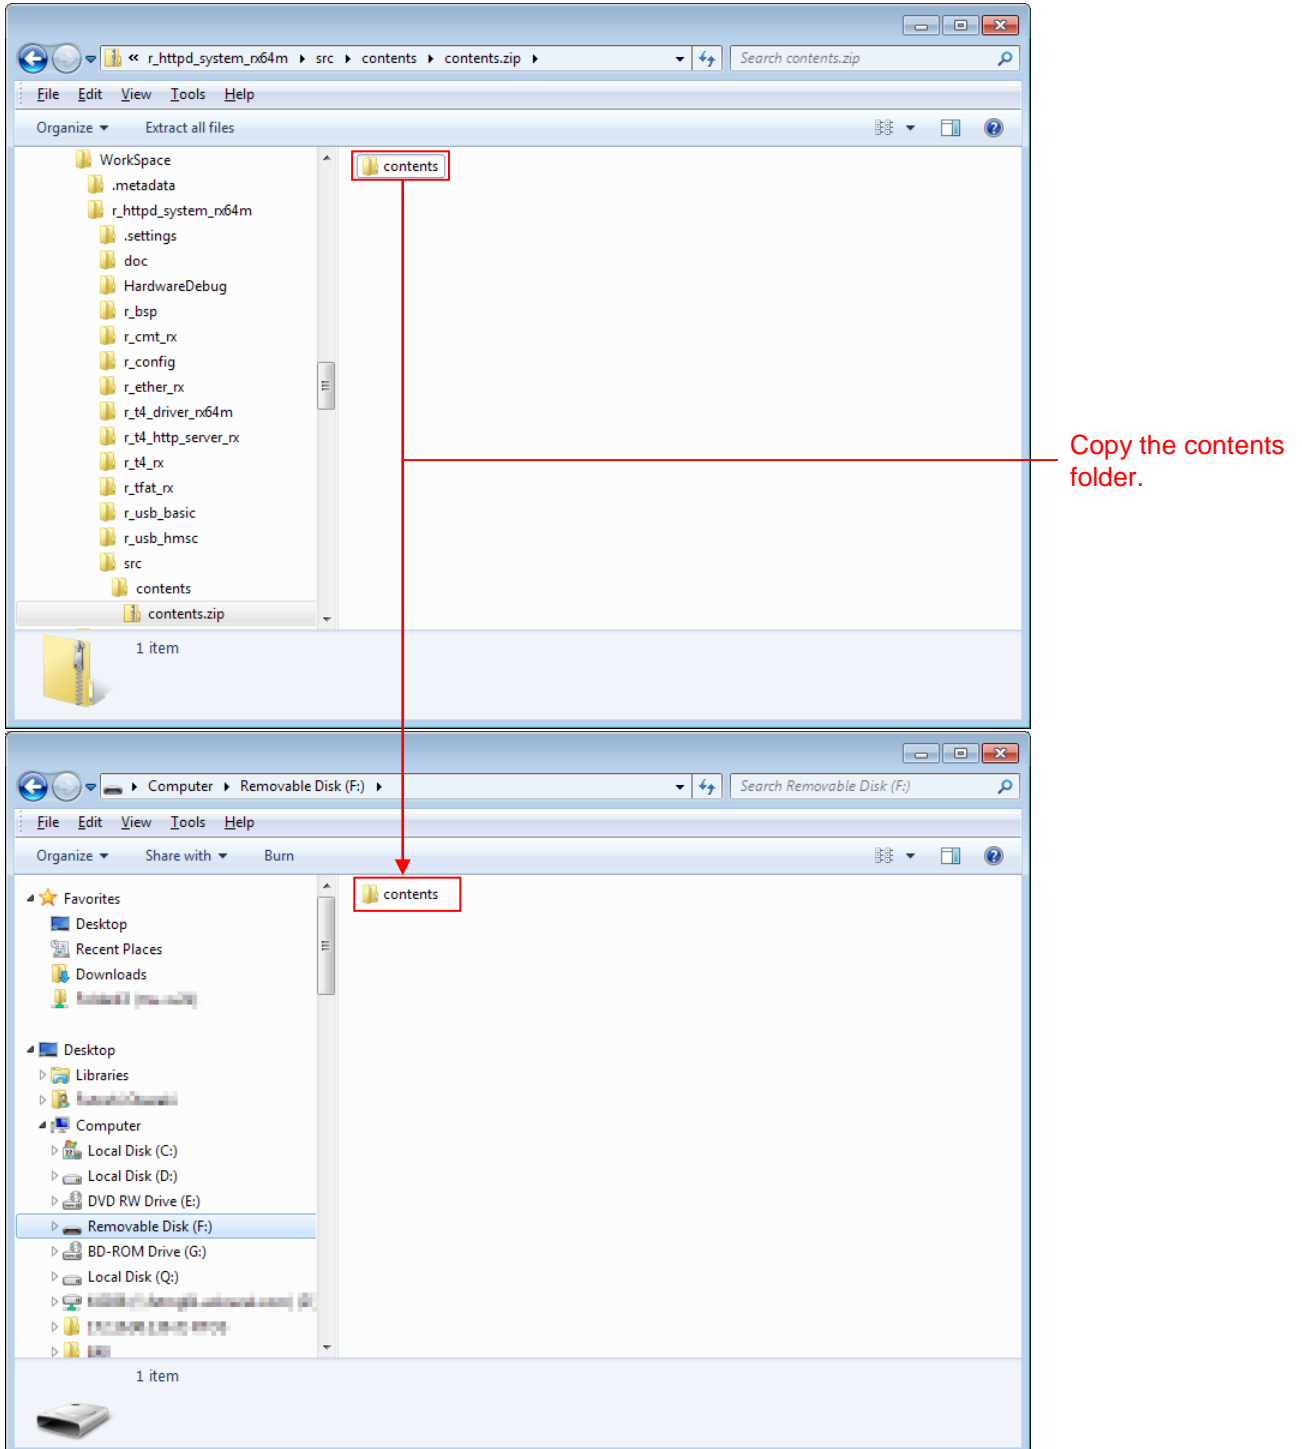 « r_httpd_system_rx64m src contents contents.zip
Search contents.zip
File Edit View Tools Help
Organize Extract all files
WorkSpace
.metadata
r_httpd_system_rx64m
.settings
doc
HardwareDebug
r_bsp
r_cmt_rx
r_config
r_ether_rx
r_t4_driver_rx64m
r_t4_http_server_rx
r_t4_rx
r_tfat_rx
r_usb_basic
r_usb_hmsc
src
contents
contents.zip
contents
1 item
Copy the contents
folder.
Computer Removable Disk (F:)
Search Removable Disk (F:)
File Edit View Tools Help
Organize Share with Burn
Favorites
Desktop
Recent Places
Downloads
Desktop
Libraries
Computer
Local Disk (C:)
Local Disk (D:)
DVD RW Drive (E:)
Removable Disk (F:)
BD-ROM Drive (G:)
Local Disk (Q:)
contents
1 item